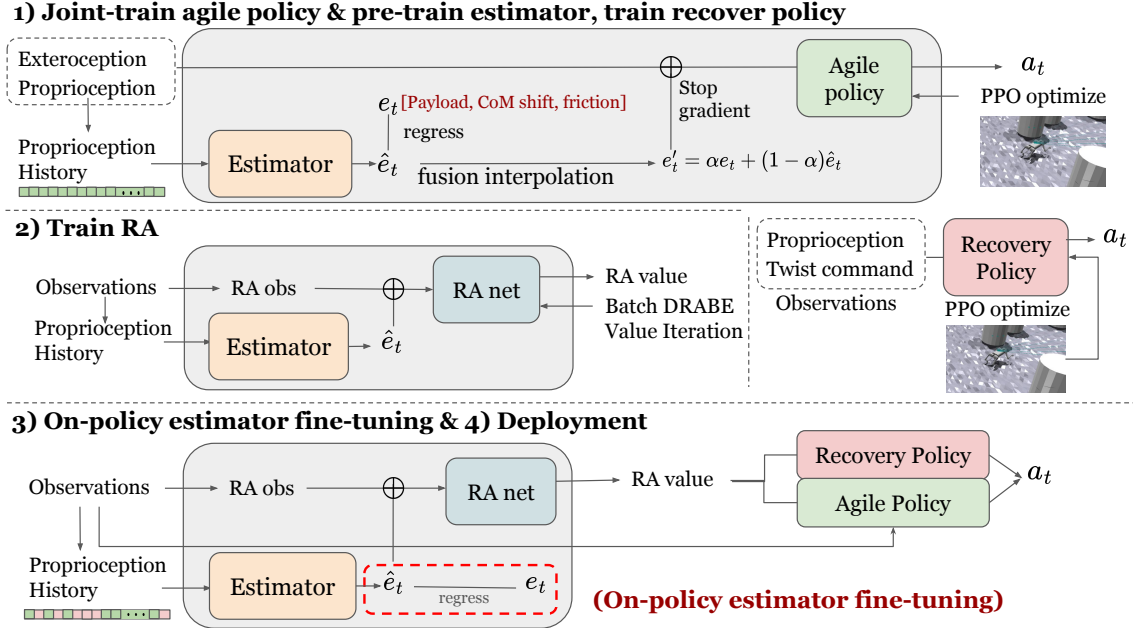 1) Joint-train agile policy & pre-train estimator, train recover policy
Exteroception
Proprioception
Proprioception
History
Estimator
e_t [Payload, CoM shift, friction]
regress
ê_t
fusion interpolation
e'_t = αe_t + (1 − α)ê_t
Stop
gradient
Agile
policy
a_t
PPO optimize
2) Train RA
Observations
Proprioception
History
RA obs
Estimator
ê_t
RA net
RA value
Batch DRABE
Value Iteration
Proprioception
Twist command
Observations
Recovery
Policy
a_t
PPO optimize
3) On-policy estimator fine-tuning & 4) Deployment
Observations
Proprioception
History
RA obs
Estimator
ê_t
regress
e_t
RA net
RA value
Recovery Policy
Agile Policy
a_t
(On-policy estimator fine-tuning)